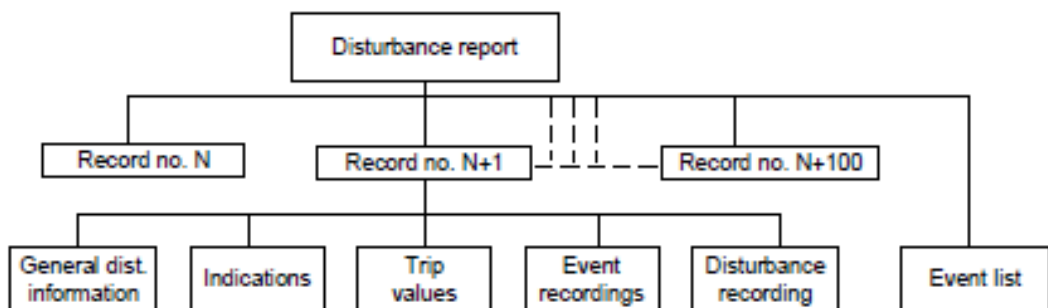 Disturbance report
Record no. N
Record no. N+1
Record no. N+100
General dist.
information
Indications
Trip
values
Event
recordings
Disturbance
recording
Event list